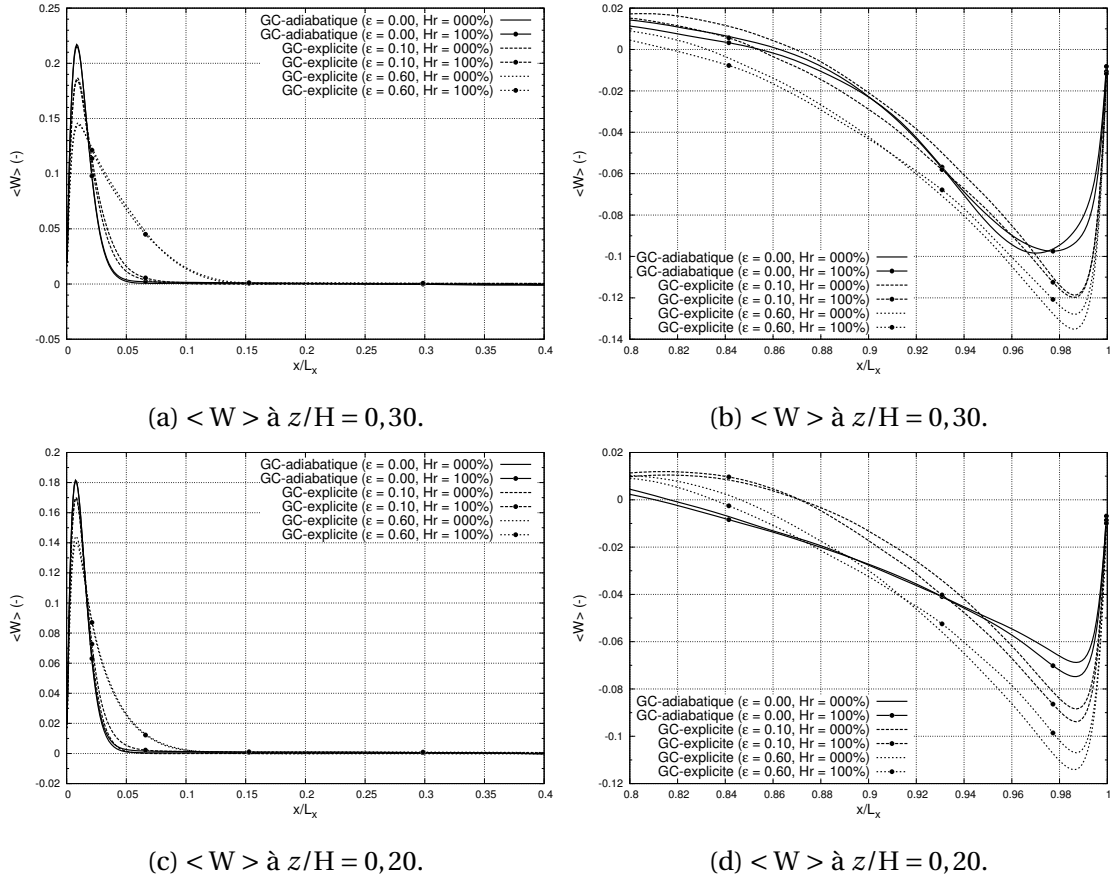 0.25
0.2
0.15
0.1
0.05
0
-0.05
<W> (-)
GC-adiabatique (ε = 0.00, Hr = 000%)
GC-adiabatique (ε = 0.00, Hr = 100%)
GC-explicite (ε = 0.10, Hr = 000%)
GC-explicite (ε = 0.10, Hr = 100%)
GC-explicite (ε = 0.60, Hr = 000%)
GC-explicite (ε = 0.60, Hr = 100%)
0 0.05 0.1 0.15 0.2 0.25 0.3 0.35 0.4
x/Lx
(a) < W > à z/H = 0,30.
0.02
0
-0.02
-0.04
-0.06
-0.08
-0.1
-0.12
-0.14
<W> (-)
GC-adiabatique (ε = 0.00, Hr = 000%)
GC-adiabatique (ε = 0.00, Hr = 100%)
GC-explicite (ε = 0.10, Hr = 000%)
GC-explicite (ε = 0.10, Hr = 100%)
GC-explicite (ε = 0.60, Hr = 000%)
GC-explicite (ε = 0.60, Hr = 100%)
0.8 0.82 0.84 0.86 0.88 0.9 0.92 0.94 0.96 0.98 1
x/Lx
(b) < W > à z/H = 0,30.
0.2
0.18
0.16
0.14
0.12
0.1
0.08
0.06
0.04
0.02
0
-0.02
<W> (-)
GC-adiabatique (ε = 0.00, Hr = 000%)
GC-adiabatique (ε = 0.00, Hr = 100%)
GC-explicite (ε = 0.10, Hr = 000%)
GC-explicite (ε = 0.10, Hr = 100%)
GC-explicite (ε = 0.60, Hr = 000%)
GC-explicite (ε = 0.60, Hr = 100%)
0 0.05 0.1 0.15 0.2 0.25 0.3 0.35 0.4
x/Lx
(c) < W > à z/H = 0,20.
0.02
0
-0.02
-0.04
-0.06
-0.08
-0.1
-0.12
<W> (-)
GC-adiabatique (ε = 0.00, Hr = 000%)
GC-adiabatique (ε = 0.00, Hr = 100%)
GC-explicite (ε = 0.10, Hr = 000%)
GC-explicite (ε = 0.10, Hr = 100%)
GC-explicite (ε = 0.60, Hr = 000%)
GC-explicite (ε = 0.60, Hr = 100%)
0.8 0.82 0.84 0.86 0.88 0.9 0.92 0.94 0.96 0.98 1
x/Lx
(d) < W > à z/H = 0,20.